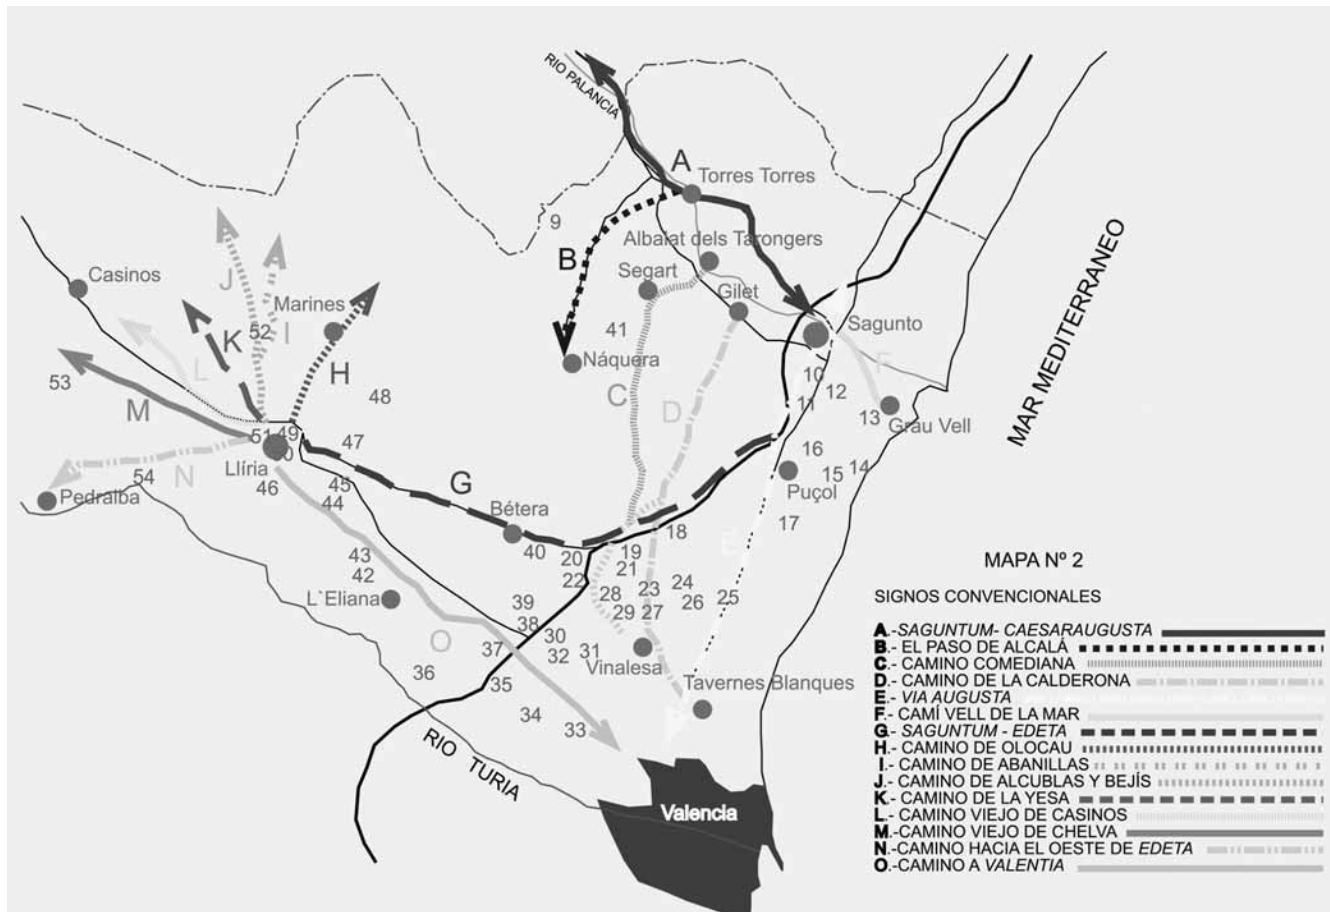 RIO PALANCIA
A
Torres Torres
9
Albalat dels Tarongers
B
Segart
Gilet
Casinos
J
Marines
52
I
41
Sagunto
K
H
Náquera
F
L
10
53
12
C
48
M
D
11
13
Grau Vell
MAR MEDITERRANEO
51
49
47
16
Llíria
50
54
N
45
15
14
46
G
Puçol
Pedralba
44
Bétera
17
18
40
20
19
E
43
21
42
22
24
L`Eliana
28
23
25
39
29
27
26
38
O
30
37
31
32
Vinalesa
36
35
Tavernes Blanques
34
33
RIO TURIA
Valencia
MAPA Nº 2
SIGNOS CONVENCIONALES
A.-SAGUNTUM- CAESARAUGUSTA
B.- EL PASO DE ALCALÁ
C.- CAMINO COMEDIANA
D.- CAMINO DE LA CALDERONA
E.- VIA AUGUSTA
F.- CAMÍ VELL DE LA MAR
G.- SAGUNTUM - EDETA
H.- CAMINO DE OLOCAU
I.- CAMINO DE ABANILLAS
J.- CAMINO DE ALCUBLAS Y BEJÍS
K.- CAMINO DE LA YESA
L.- CAMINO VIEJO DE CASINOS
M.-CAMINO VIEJO DE CHELVA
N.-CAMINO HACIA EL OESTE DE EDETA
O.-CAMINO A VALENTIA